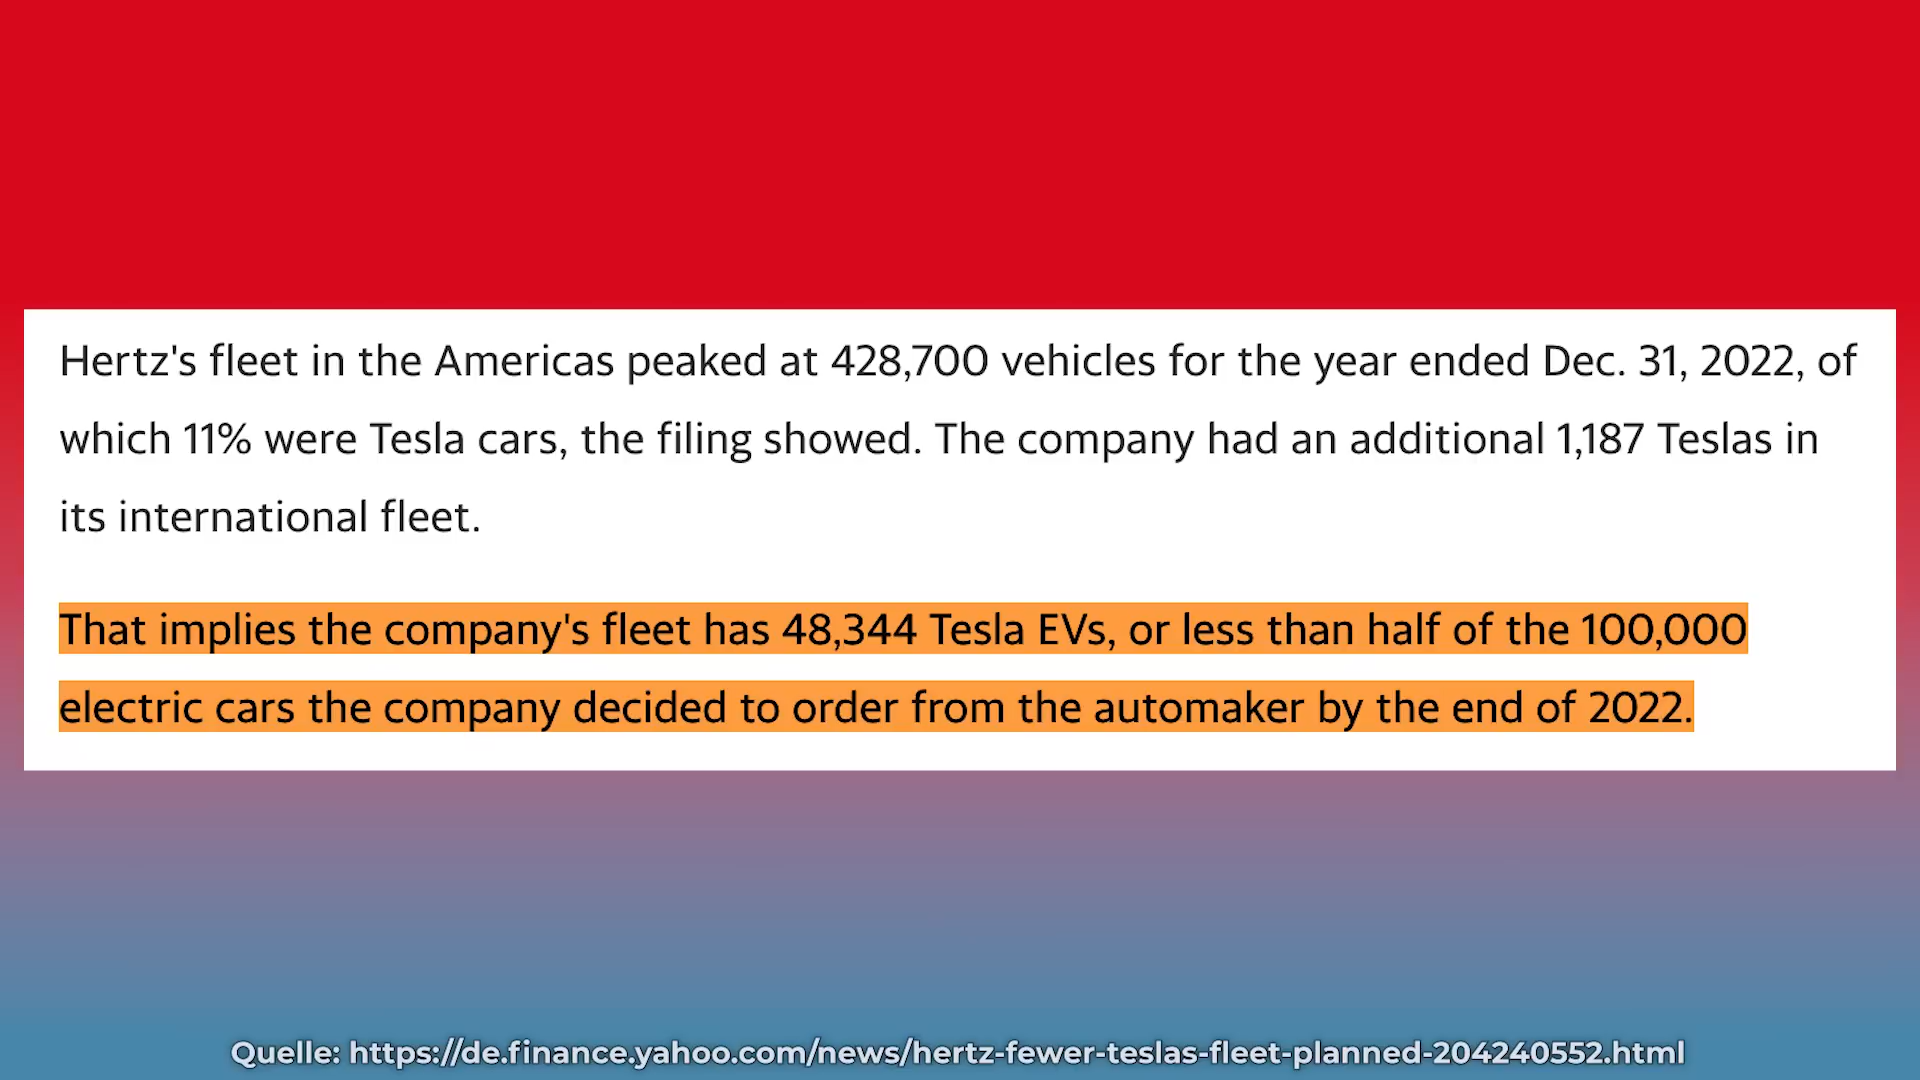 Hertz's fleet in the Americas peaked at 428,700 vehicles for the year ended Dec. 31, 2022, of
which 11% were Tesla cars, the filing showed. The company had an additional 1,187 Teslas in
its international fleet.
That implies the company's fleet has 48,344 Tesla EVs, or less than half of the 100,000
electric cars the company decided to order from the automaker by the end of 2022.
Quelle: https://de.finance.yahoo.com/news/hertz-fewer-teslas-fleet-planned-204240552.html